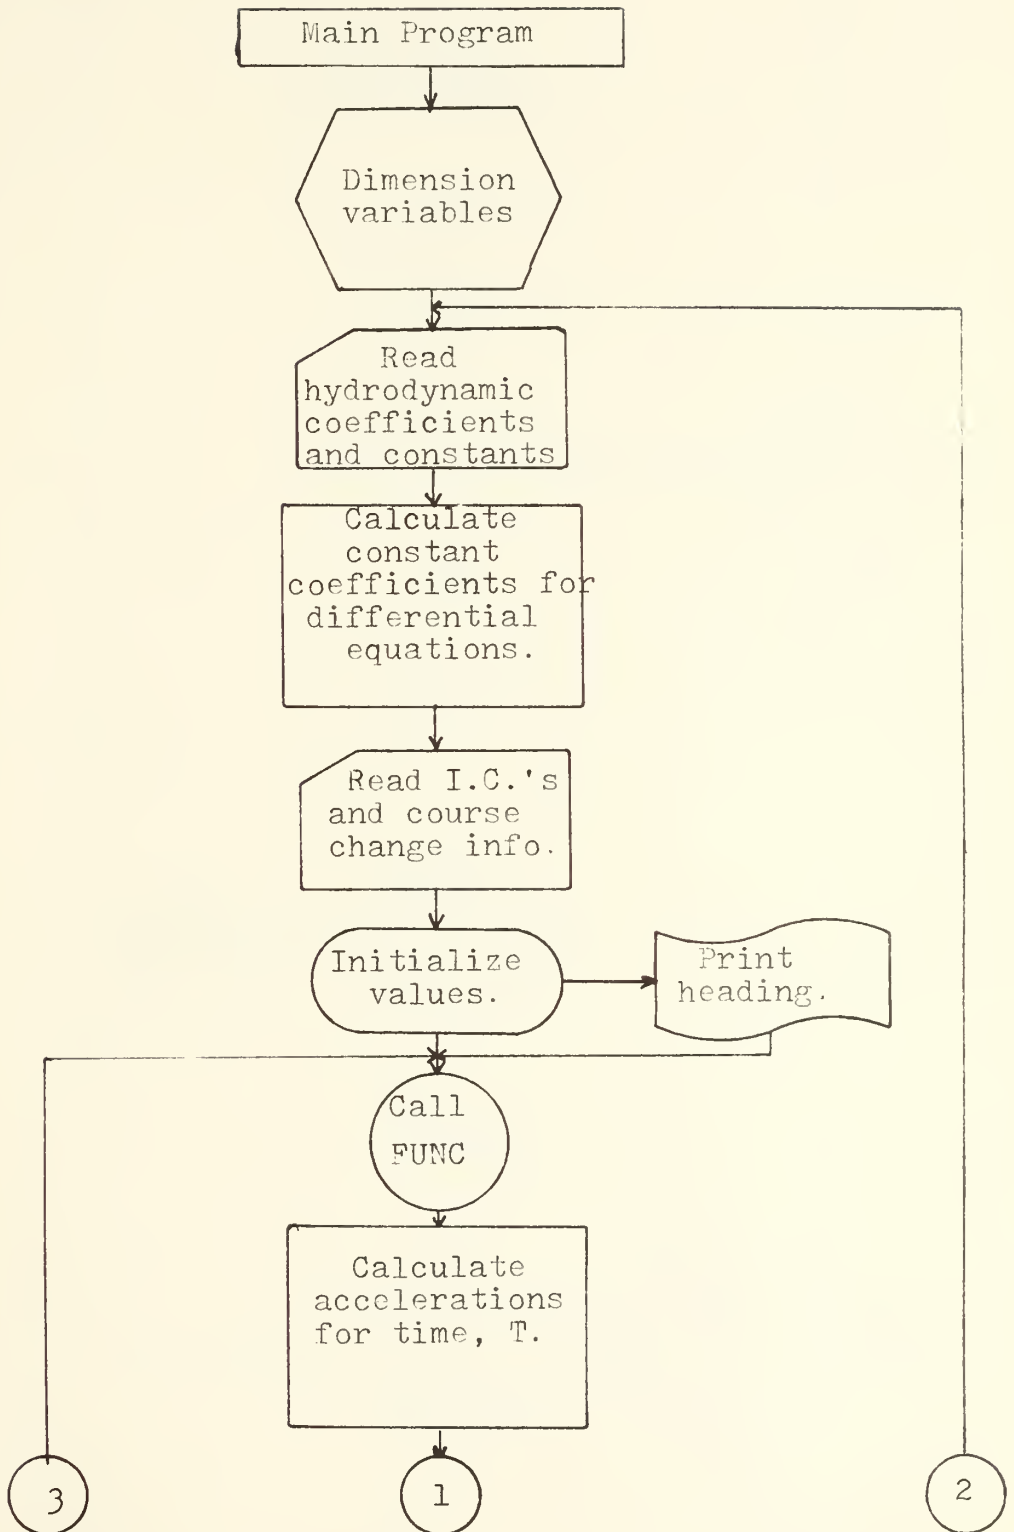 Main Program
Dimension
variables
Read
hydrodynamic
coefficients
and constants
Calculate
constant
coefficients for
differential
equations.
Read I.C.'s
and course
change info.
Initialize
values.
Print
heading.
Call
FUNC
Calculate
accelerations
for time, T.
3
1
2